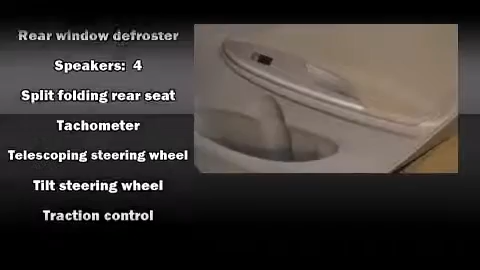 Rear window defroster
Speakers: 4
Split folding rear seat
Tachometer
Telescoping steering wheel
Tilt steering wheel
Traction control